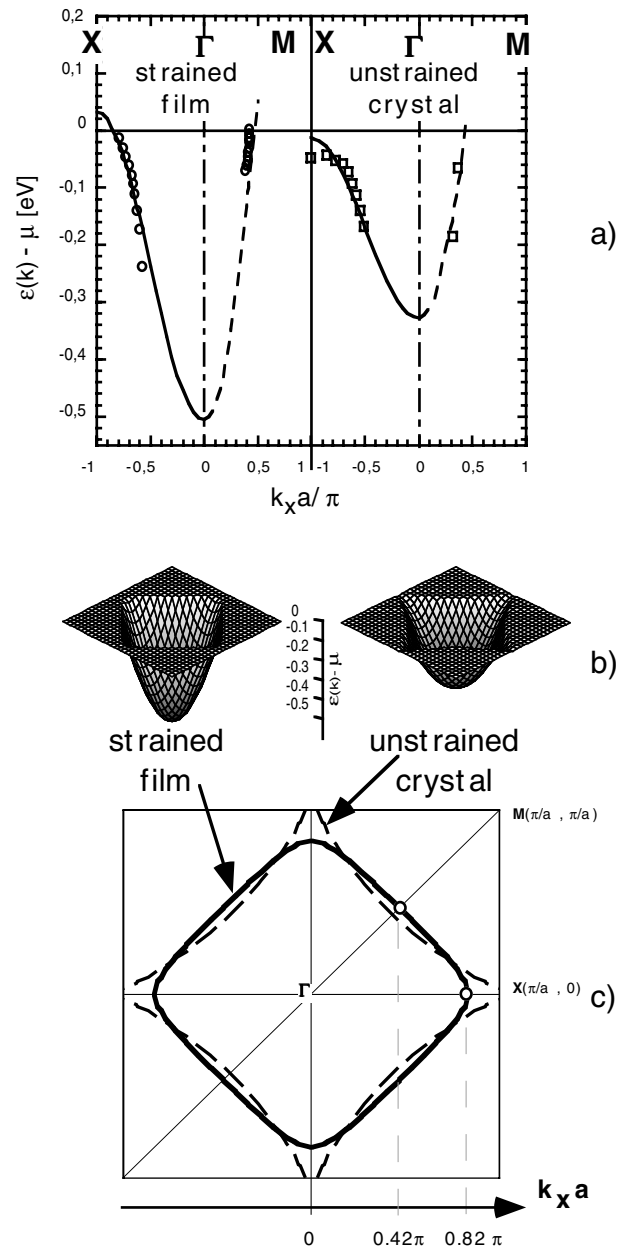 0,2
0,1
0
-0,1
-0,2
-0,3
-0,4
-0,5
ε(k) - μ [eV]
X Γ M X Γ M
strained film
unstrained crystal
-1 -0,5 0 0,5 1 -1 -0,5 0 0,5 1
kxa/ π
a)
0
-0.1
-0.2
-0.3
-0.4
-0.5
ε(k)- μ
b)
strained film
unstrained crystal
M(π/a , π/a)
Γ
X(π/a , 0)
c)
kxa
0 0.42π 0.82 π